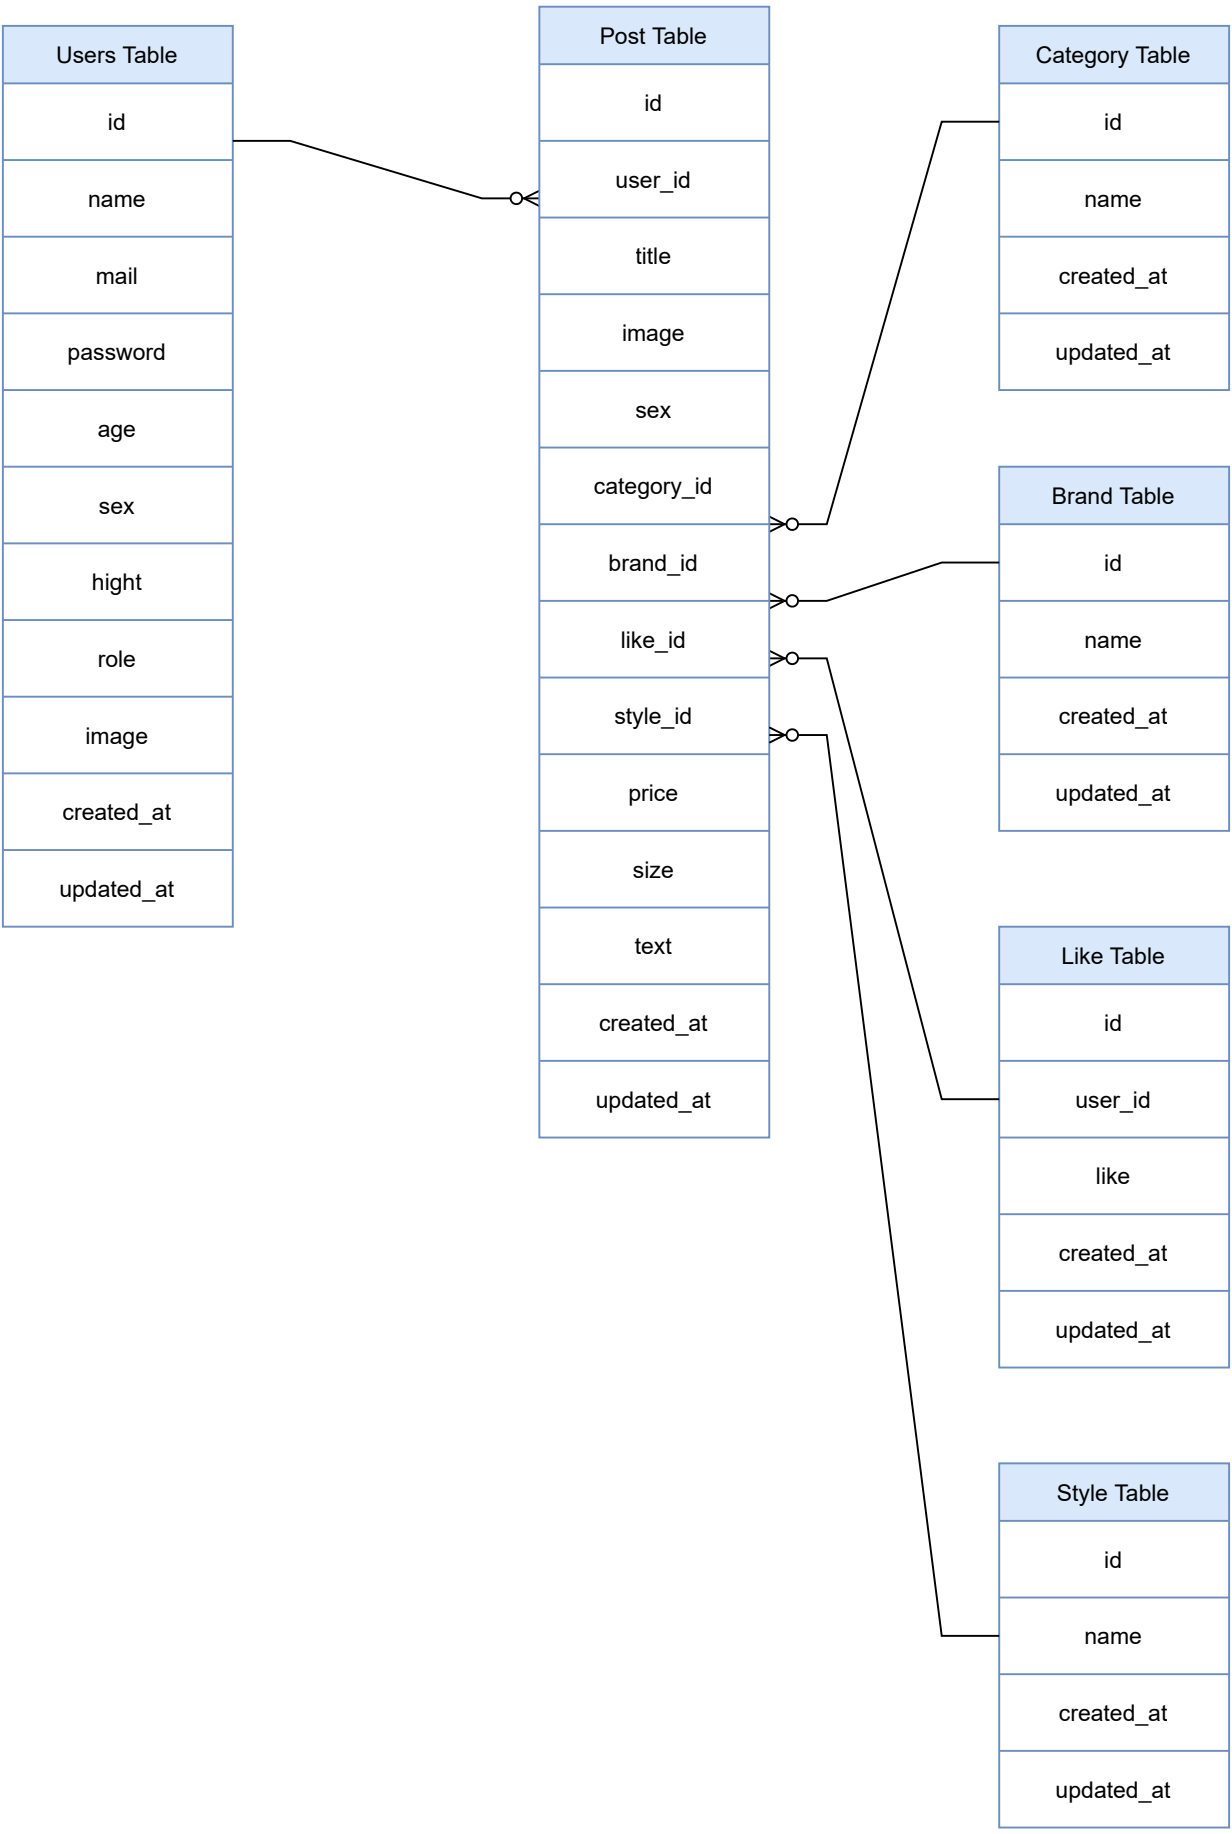 Users Table
id
name
mail
password
age
sex
hight
role
image
created_at
updated_at
Post Table
id
user_id
title
image
sex
category_id
brand_id
like_id
style_id
price
size
text
created_at
updated_at
Category Table
id
name
created_at
updated_at
Brand Table
id
name
created_at
updated_at
Like Table
id
user_id
like
created_at
updated_at
Style Table
id
name
created_at
updated_at